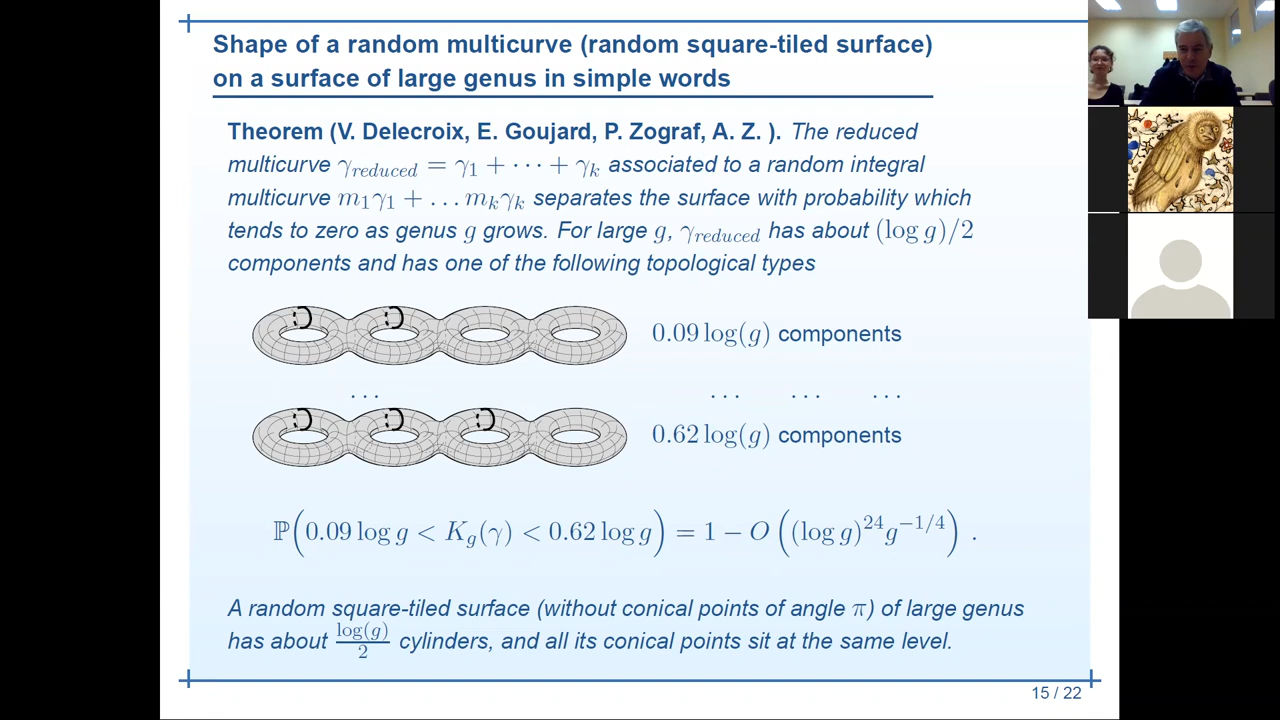 Shape of a random multicurve (random square-tiled surface)
on a surface of large genus in simple words
Theorem (V. Delecroix, E. Goujard, P. Zograf, A. Z. ). The reduced
multicurve γ_{reduced} = γ_1 + ⋯ + γ_k associated to a random integral
multicurve m_1γ_1 + … m_kγ_k separates the surface with probability which
tends to zero as genus g grows. For large g, γ_{reduced} has about (log g)/2
components and has one of the following topological types
0.09 log(g) components
... ... ... ...
0.62 log(g) components
ℙ(0.09 log g < K_g(γ) < 0.62 log g) = 1 − O((log g)^{24} g^{−1/4}) .
A random square-tiled surface (without conical points of angle π) of large genus
has about \frac{log(g)}{2} cylinders, and all its conical points sit at the same level.
15 / 22